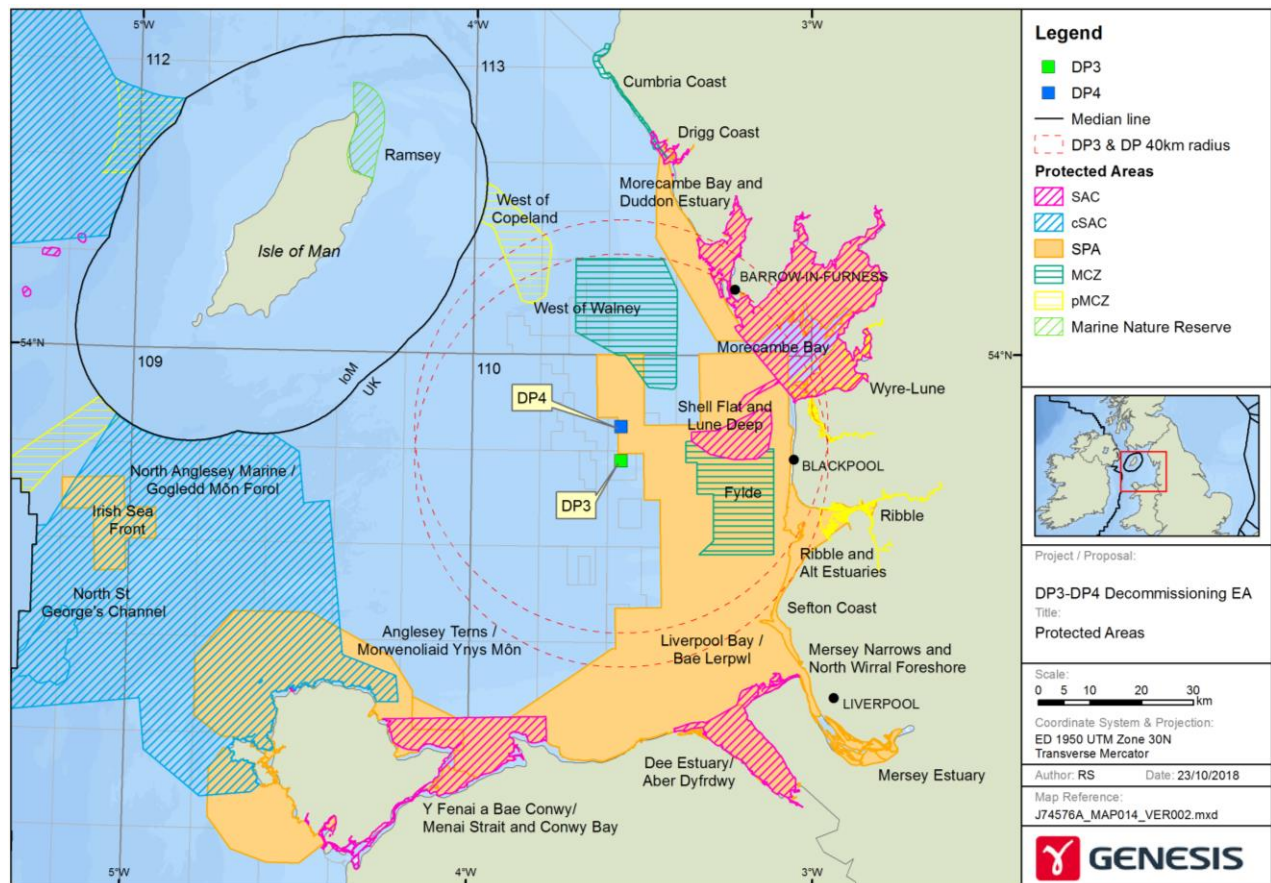 5°W
4°W
3°W
112
113
Cumbria Coast
Drigg Coast
Ramsey
Morecambe Bay and
Duddon Estuary
West of
Copeland
Isle of Man
BARROW-IN-FURNESS
West of Walney
54°N
54°N
109
110
Morecambe Bay
IoM
UK
Wyre-Lune
DP4
Shell Flat and
Lune Deep
BLACKPOOL
North Anglesey Marine /
Gogledd Môn Forol
DP3
Fylde
Irish Sea
Front
Ribble
Ribble and
Alt Estuaries
North St
George's Channel
Sefton Coast
Anglesey Terns /
Morwenoliaid Ynys Môn
Liverpool Bay /
Bae Lerpwl
Mersey Narrows and
North Wirral Foreshore
LIVERPOOL
Dee Estuary/
Aber Dyfrdwy
Mersey Estuary
Y Fenai a Bae Conwy/
Menai Strait and Conwy Bay
5°W
4°W
3°W
Legend
DP3
DP4
Median line
DP3 & DP 40km radius
Protected Areas
SAC
cSAC
SPA
MCZ
pMCZ
Marine Nature Reserve
Project / Proposal:
DP3-DP4 Decommissioning EA
Title:
Protected Areas
Scale:
0 5 10 20 30
km
Coordinate System & Projection:
ED 1950 UTM Zone 30N
Transverse Mercator
Author: RS Date: 23/10/2018
Map Reference:
J74576A_MAP014_VER002.mxd
GENESIS